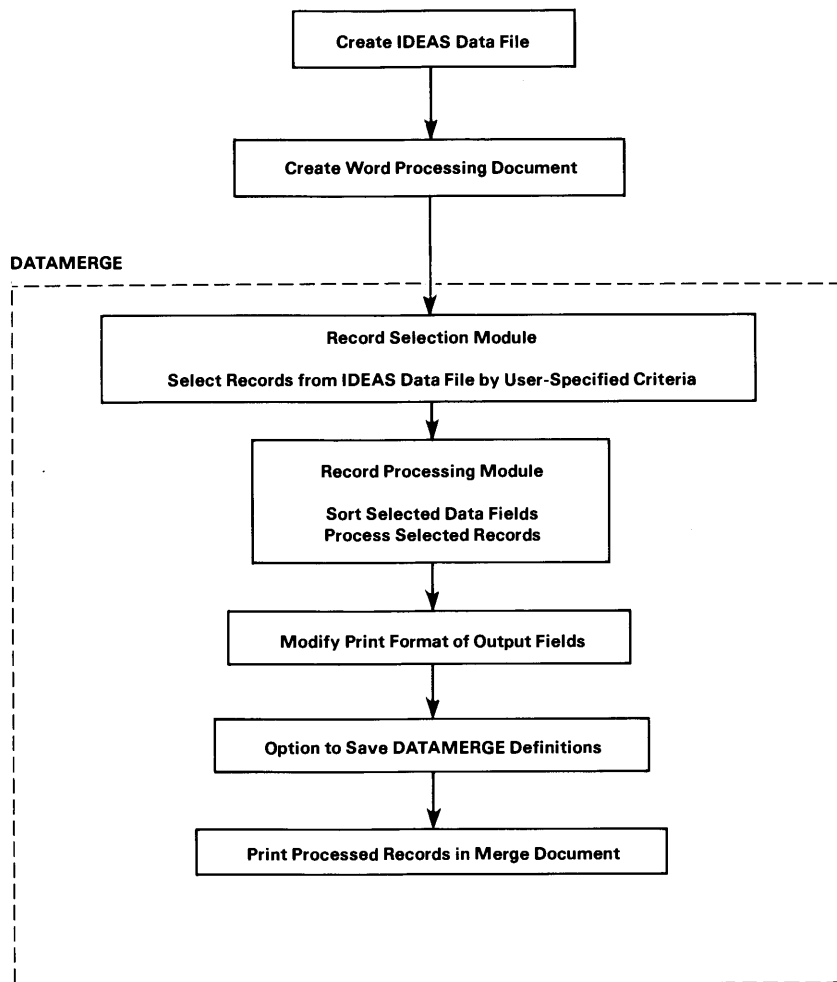 Create IDEAS Data File
Create Word Processing Document
DATAMERGE
Record Selection Module
Select Records from IDEAS Data File by User-Specified Criteria
Record Processing Module
Sort Selected Data Fields
Process Selected Records
Modify Print Format of Output Fields
Option to Save DATAMERGE Definitions
Print Processed Records in Merge Document